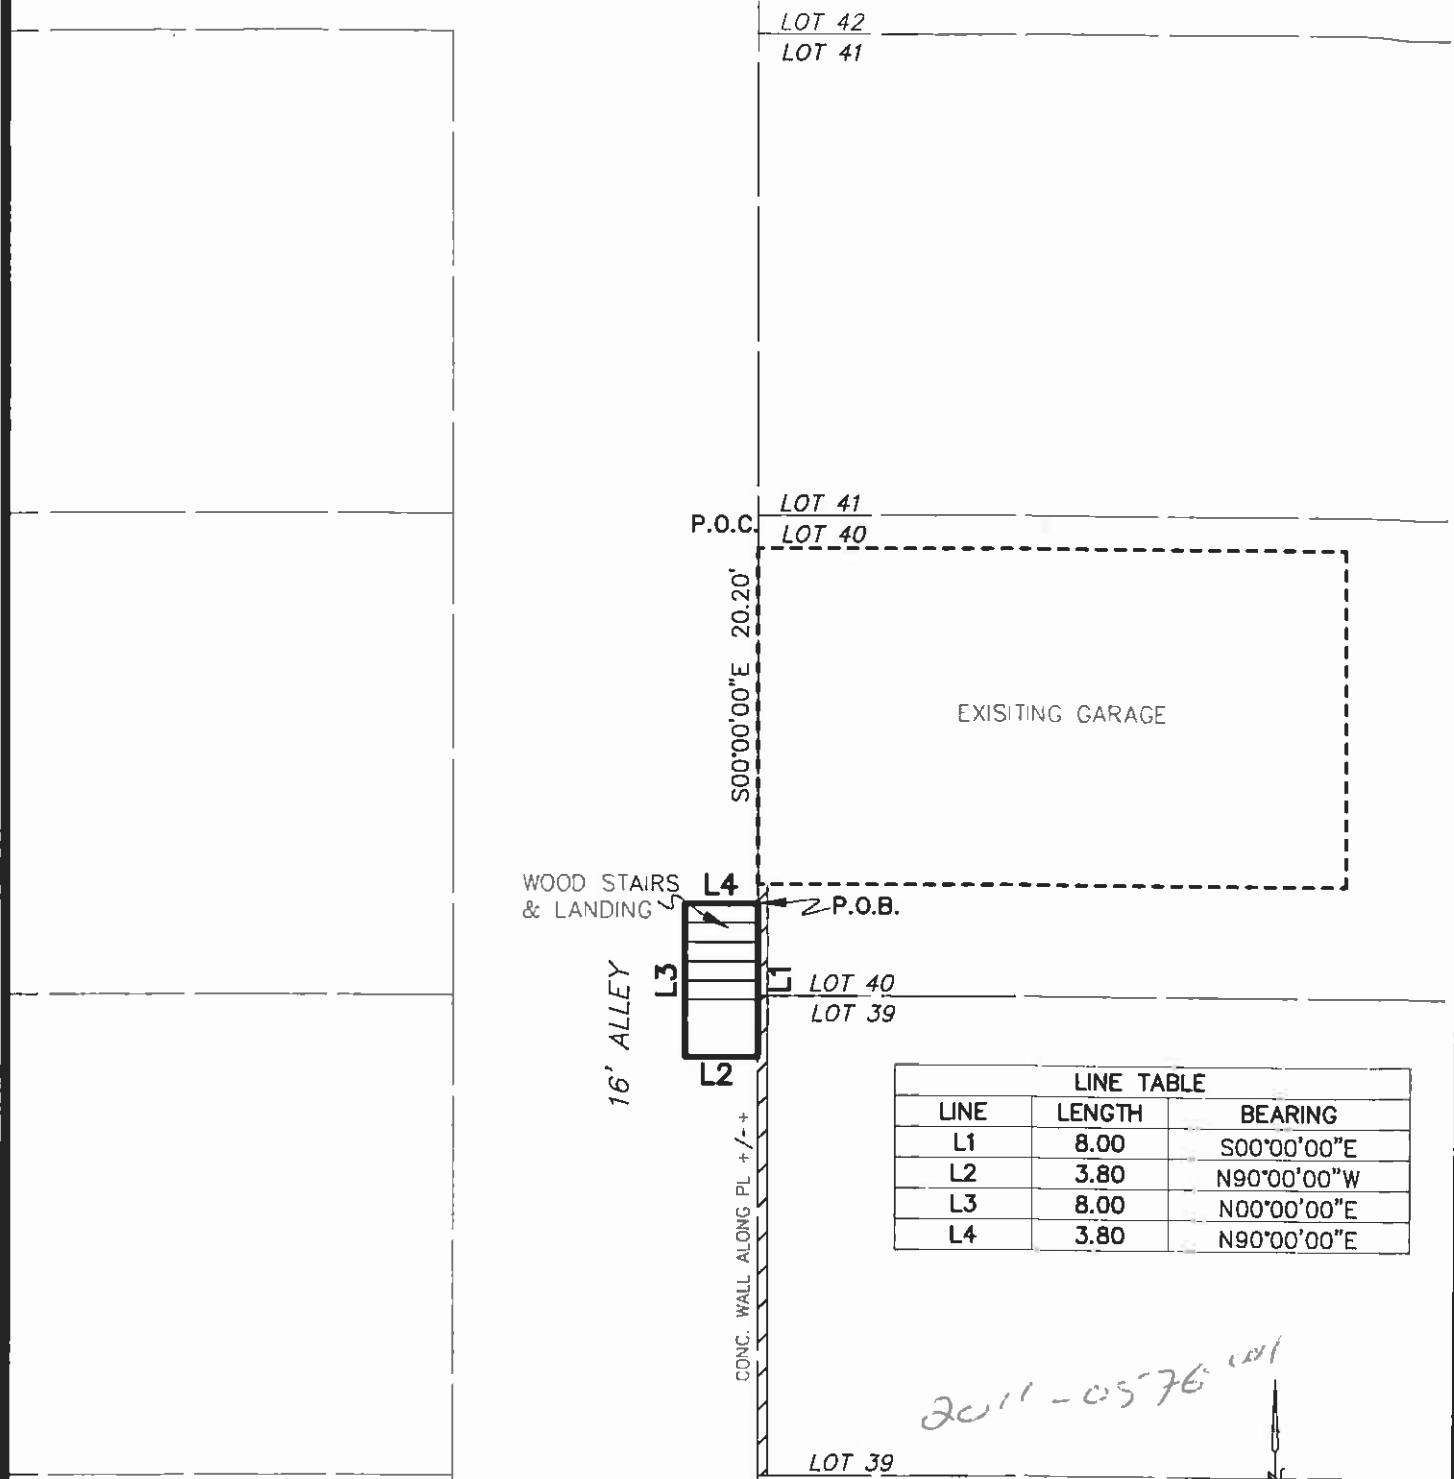 LOT 42
LOT 41
LOT 41
P.O.C.
LOT 40
S00°00'00"E 20.20'
EXISITING GARAGE
WOOD STAIRS
& LANDING
L4
P.O.B.
L3
L1
LOT 40
LOT 39
16' ALLEY
L2
CONC. WALL ALONG PL +/-+
LINE TABLE
LINE LENGTH BEARING
L1 8.00 S00°00'00"E
L2 3.80 N90°00'00"W
L3 8.00 N00°00'00"E
L4 3.80 N90°00'00"E
2011-0576
LOT 39